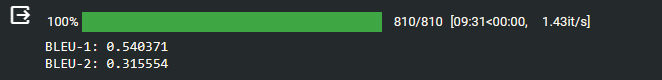 100% 810/810 [09:31<00:00, 1.43it/s]
BLEU-1: 0.540371
BLEU-2: 0.315554